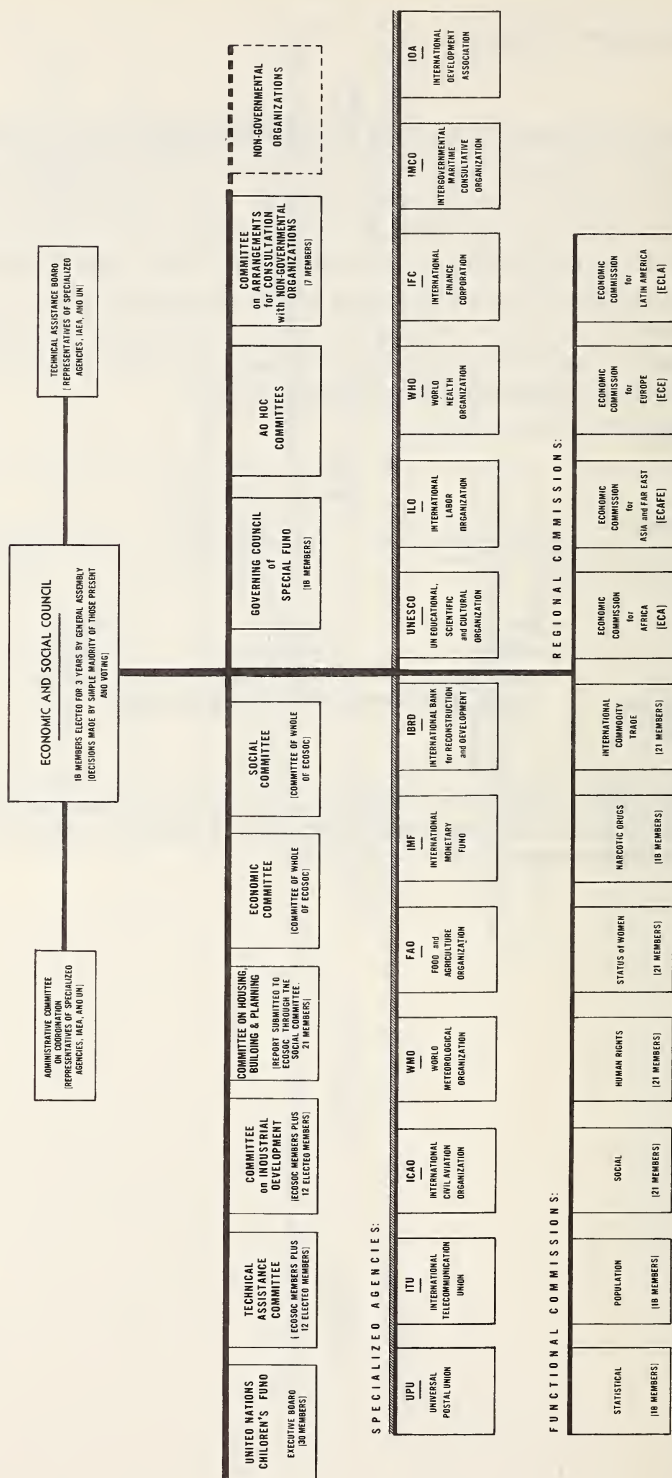 ECONOMIC AND SOCIAL COUNCIL
18 MEMBERS ELECTED FOR 3 YEARS BY GENERAL ASSEMBLY
[DECISIONS MADE BY SIMPLE MAJORITY OF THOSE PRESENT
AND VOTING]
ADMINISTRATIVE COMMITTEE
ON COORDINATION
[REPRESENTATIVES OF SPECIALIZED
AGENCIES, IAEA, AND UN]
TECHNICAL ASSISTANCE BOARD
[REPRESENTATIVES OF SPECIALIZED
AGENCIES, IAEA, AND UN]
UNITED NATIONS
CHILDREN'S FUND
EXECUTIVE BOARD
[30 MEMBERS]
TECHNICAL
ASSISTANCE
COMMITTEE
[ECOSOC MEMBERS PLUS
12 ELECTED MEMBERS]
COMMITTEE
on INDUSTRIAL
DEVELOPMENT
[ECOSOC MEMBERS PLUS
12 ELECTED MEMBERS]
COMMITTEE ON HOUSING,
BUILDING & PLANNING
[REPORT SUBMITTED TO
ECOSOC THROUGH THE
SOCIAL COMMITTEE.
21 MEMBERS]
ECONOMIC
COMMITTEE
[COMMITTEE OF WHOLE
OF ECOSOC]
SOCIAL
COMMITTEE
[COMMITTEE OF WHOLE
OF ECOSOC]
GOVERNING COUNCIL
of
SPECIAL FUND
[18 MEMBERS]
AD HOC
COMMITTEES
COMMITTEE
on ARRANGEMENTS
for CONSULTATION
with NON-GOVERNMENTAL
ORGANIZATIONS
[7 MEMBERS]
NON-GOVERNMENTAL
ORGANIZATIONS
SPECIALIZED AGENCIES:
UPU
UNIVERSAL
POSTAL UNION
ITU
INTERNATIONAL
TELECOMMUNICATION
UNION
ICAO
INTERNATIONAL
CIVIL AVIATION
ORGANIZATION
WMO
WORLD
METEOROLOGICAL
ORGANIZATION
FAO
FOOD and
AGRICULTURE
ORGANIZATION
IMF
INTERNATIONAL
MONETARY
FUND
IBRD
INTERNATIONAL BANK
for RECONSTRUCTION
and DEVELOPMENT
UNESCO
UN EDUCATIONAL,
SCIENTIFIC
and CULTURAL
ORGANIZATION
ILO
INTERNATIONAL
LABOR
ORGANIZATION
WHO
WORLD
HEALTH
ORGANIZATION
IFC
INTERNATIONAL
FINANCE
CORPORATION
IMCO
INTERGOVERNMENTAL
MARITIME
CONSULTATIVE
ORGANIZATION
IDA
INTERNATIONAL
DEVELOPMENT
ASSOCIATION
FUNCTIONAL COMMISSIONS:
STATISTICAL
[18 MEMBERS]
POPULATION
[18 MEMBERS]
SOCIAL
[21 MEMBERS]
HUMAN RIGHTS
[21 MEMBERS]
STATUS of WOMEN
[21 MEMBERS]
NARCOTIC DRUGS
[18 MEMBERS]
INTERNATIONAL
COMMODITY
TRADE
[21 MEMBERS]
REGIONAL COMMISSIONS:
ECONOMIC
COMMISSION
for
AFRICA
[ECA]
ECONOMIC
COMMISSION
for
ASIA and FAR EAST
[ECAFE]
ECONOMIC
COMMISSION
for
EUROPE
[ECE]
ECONOMIC
COMMISSION
for
LATIN AMERICA
[ECLA]